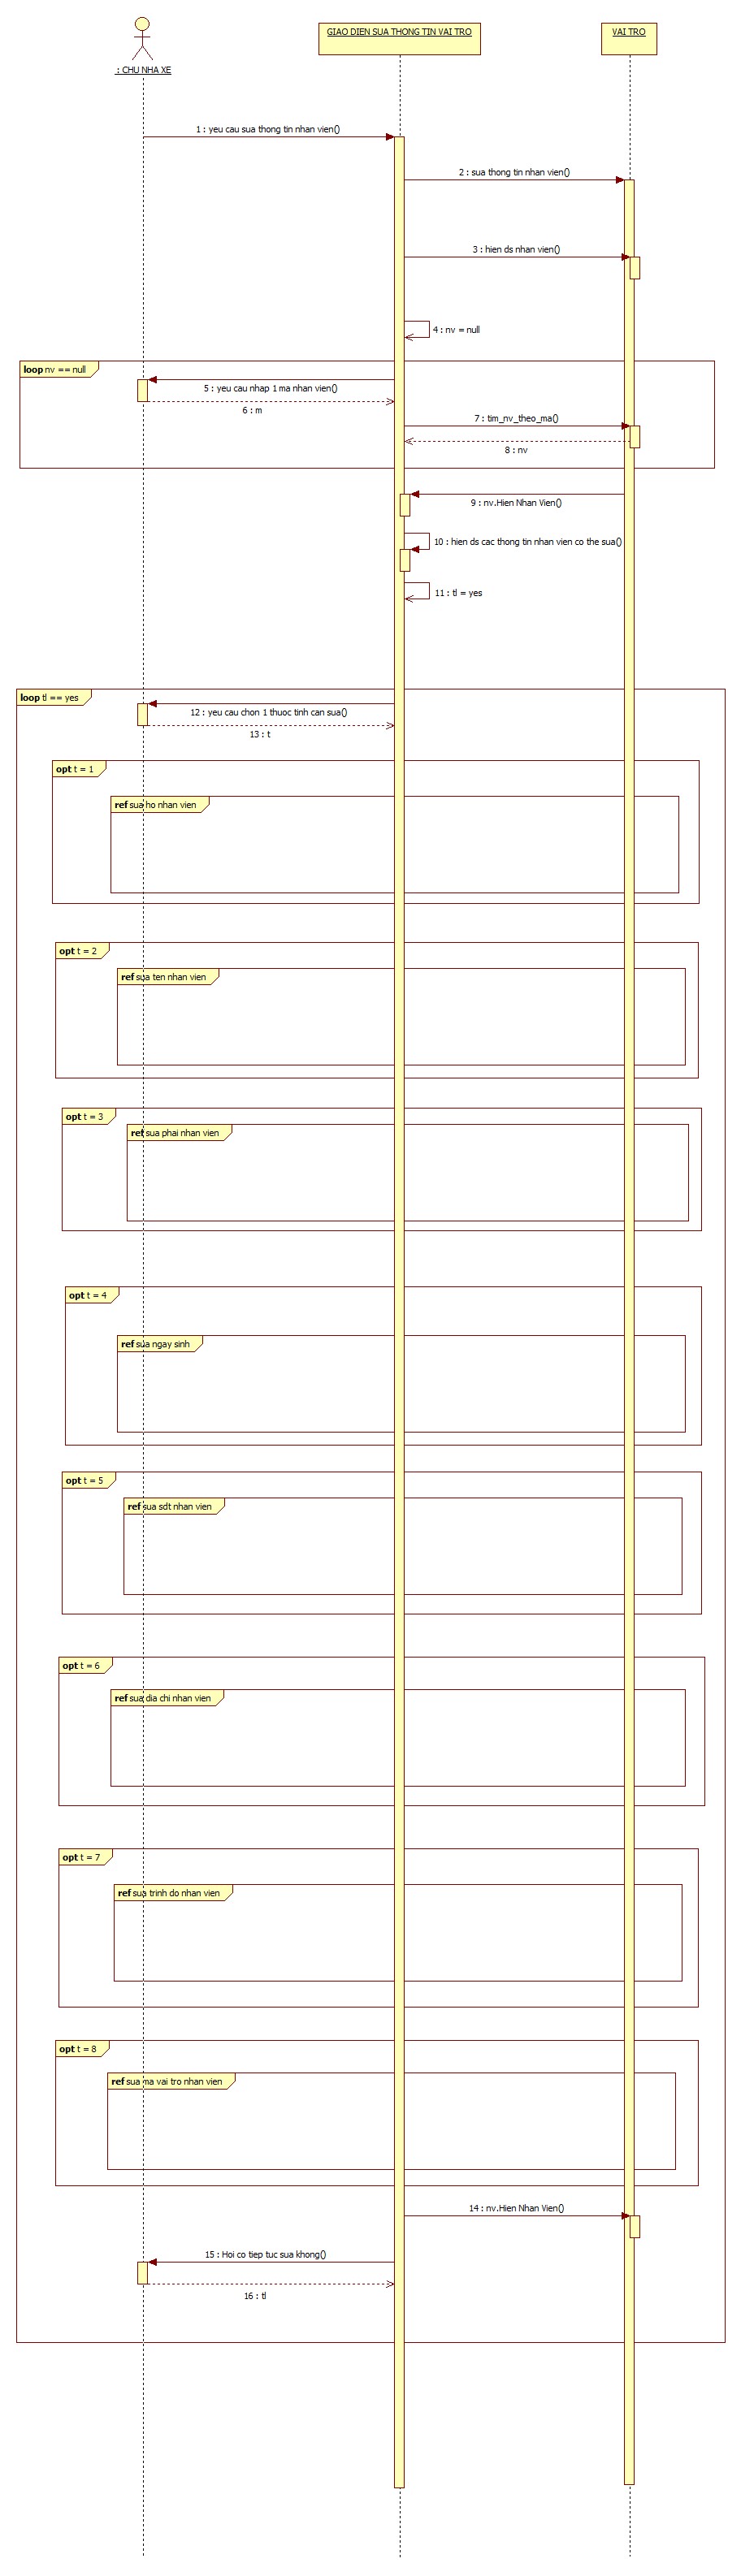 GIAO DIEN SUA THONG TIN VAI TRO
VAI TRO
: CHU NHA XE
1 : yeu cau sua thong tin nhan vien()
2 : sua thong tin nhan vien()
3 : hien ds nhan vien()
4 : nv = null
loop nv == null
5 : yeu cau nhap 1 ma nhan vien()
6 : m
7 : tim_nv_theo_ma()
8 : nv
9 : nv.Hien Nhan Vien()
10 : hien ds cac thong tin nhan vien co the sua()
11 : tl = yes
loop tl == yes
12 : yeu cau chon 1 thuoc tinh can sua()
13 : t
opt t = 1
ref sua ho nhan vien
opt t = 2
ref sua ten nhan vien
opt t = 3
ref sua phai nhan vien
opt t = 4
ref sua ngay sinh
opt t = 5
ref sua sdt nhan vien
opt t = 6
ref sua dia chi nhan vien
opt t = 7
ref sua trinh do nhan vien
opt t = 8
ref sua ma vai tro nhan vien
14 : nv.Hien Nhan Vien()
15 : Hoi co tiep tuc sua khong()
16 : tl